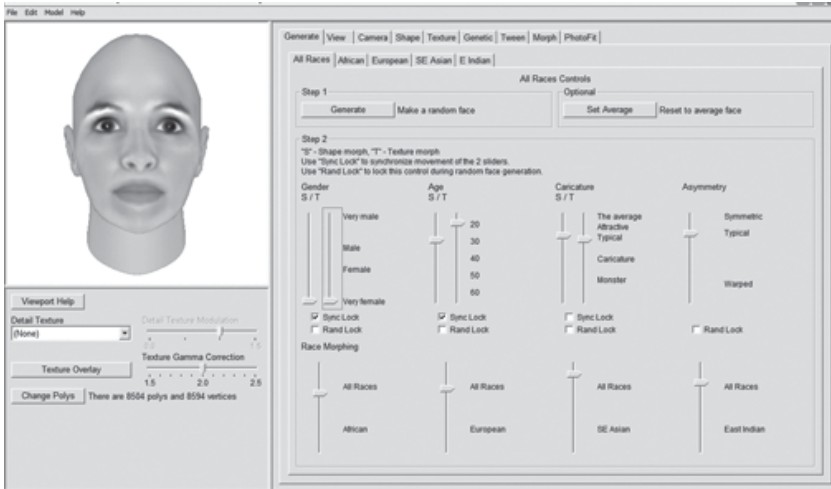 File Edit Model Help
Generate View Camera Shape Texture Genetic Tween Morph PhotoFit
All Races African European SE Asian E Indian
All Races Controls
Step 1
Generate Make a random face
Optional
Set Average Reset to average face
Step 2
"S" - Shape morph, "T" - Texture morph
Use "Sync Lock" to synchronize movement of the 2 sliders.
Use "Rand Lock" to lock this control during random face generation.
Gender
S / T
Very male
Male
Female
Very female
Sync Lock
Rand Lock
Age
S / T
20
30
40
50
60
Sync Lock
Rand Lock
Caricature
S / T
The average
Attractive
Typical
Caricature
Monster
Sync Lock
Rand Lock
Asymmetry
Symmetric
Typical
Warped
Rand Lock
Race Morphing
All Races
African
All Races
European
All Races
SE Asian
All Races
East Indian
Viewport Help
Detail Texture
(None)
Detail Texture Modulation
0.0 1.5
Texture Overlay
Texture Gamma Correction
1.5 2.0 2.5
Change Polys There are 8504 polys and 8594 vertices